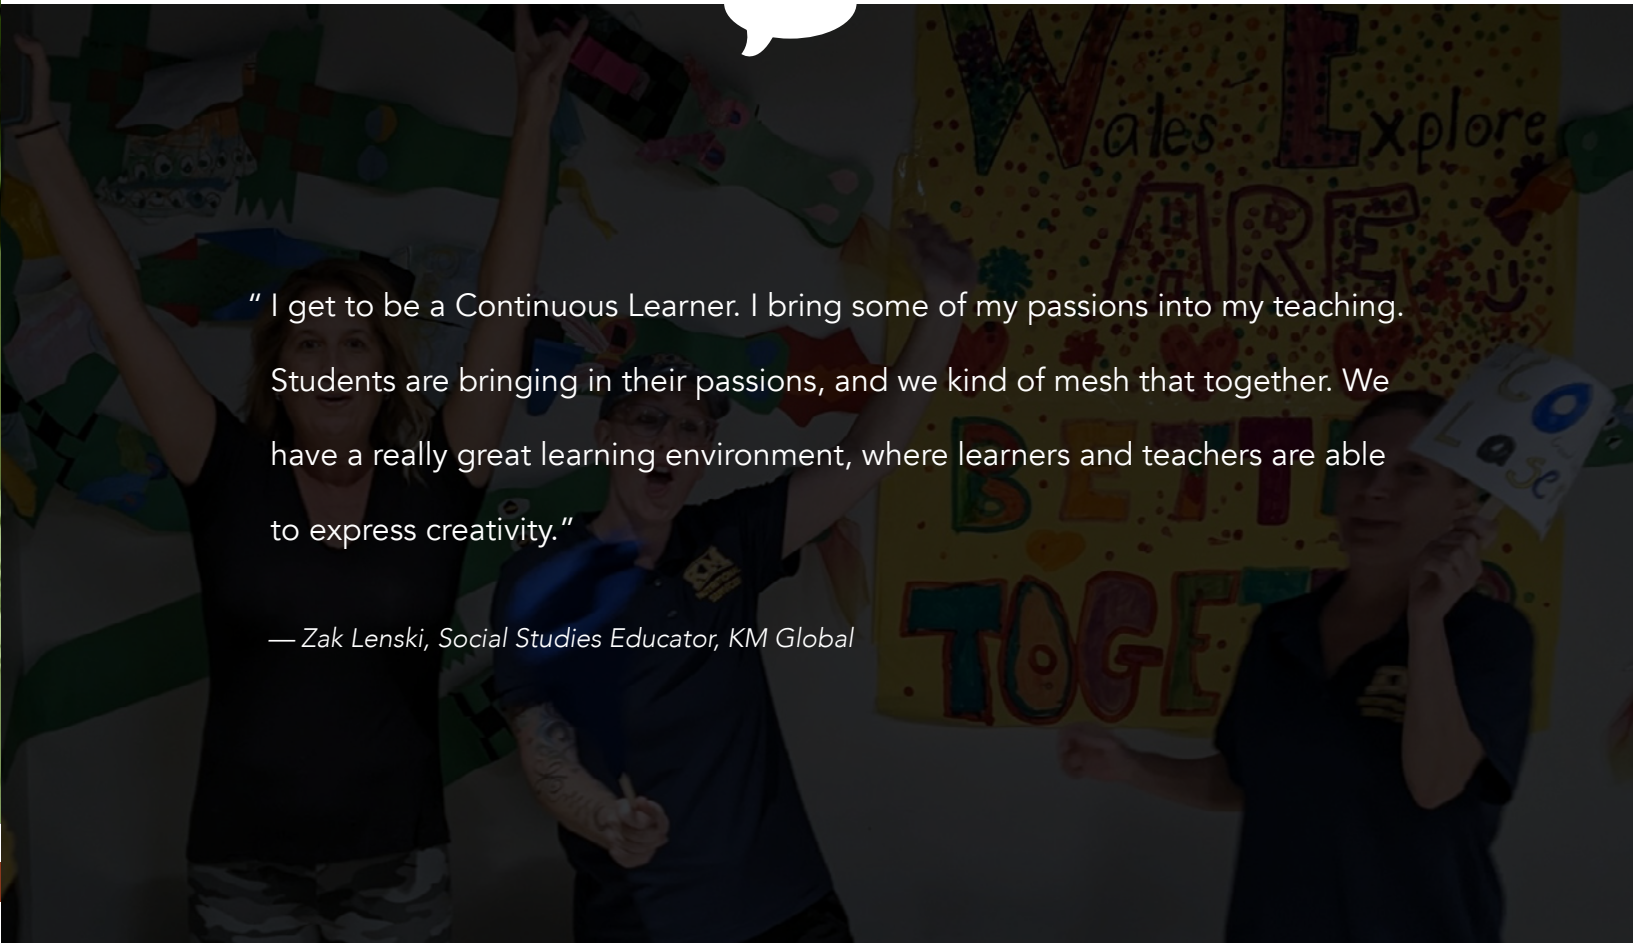 Wales Explore
ARE
TOGE
“ I get to be a Continuous Learner. I bring some of my passions into my teaching.
Students are bringing in their passions, and we kind of mesh that together. We
have a really great learning environment, where learners and teachers are able
to express creativity.”
— Zak Lenski, Social Studies Educator, KM Global